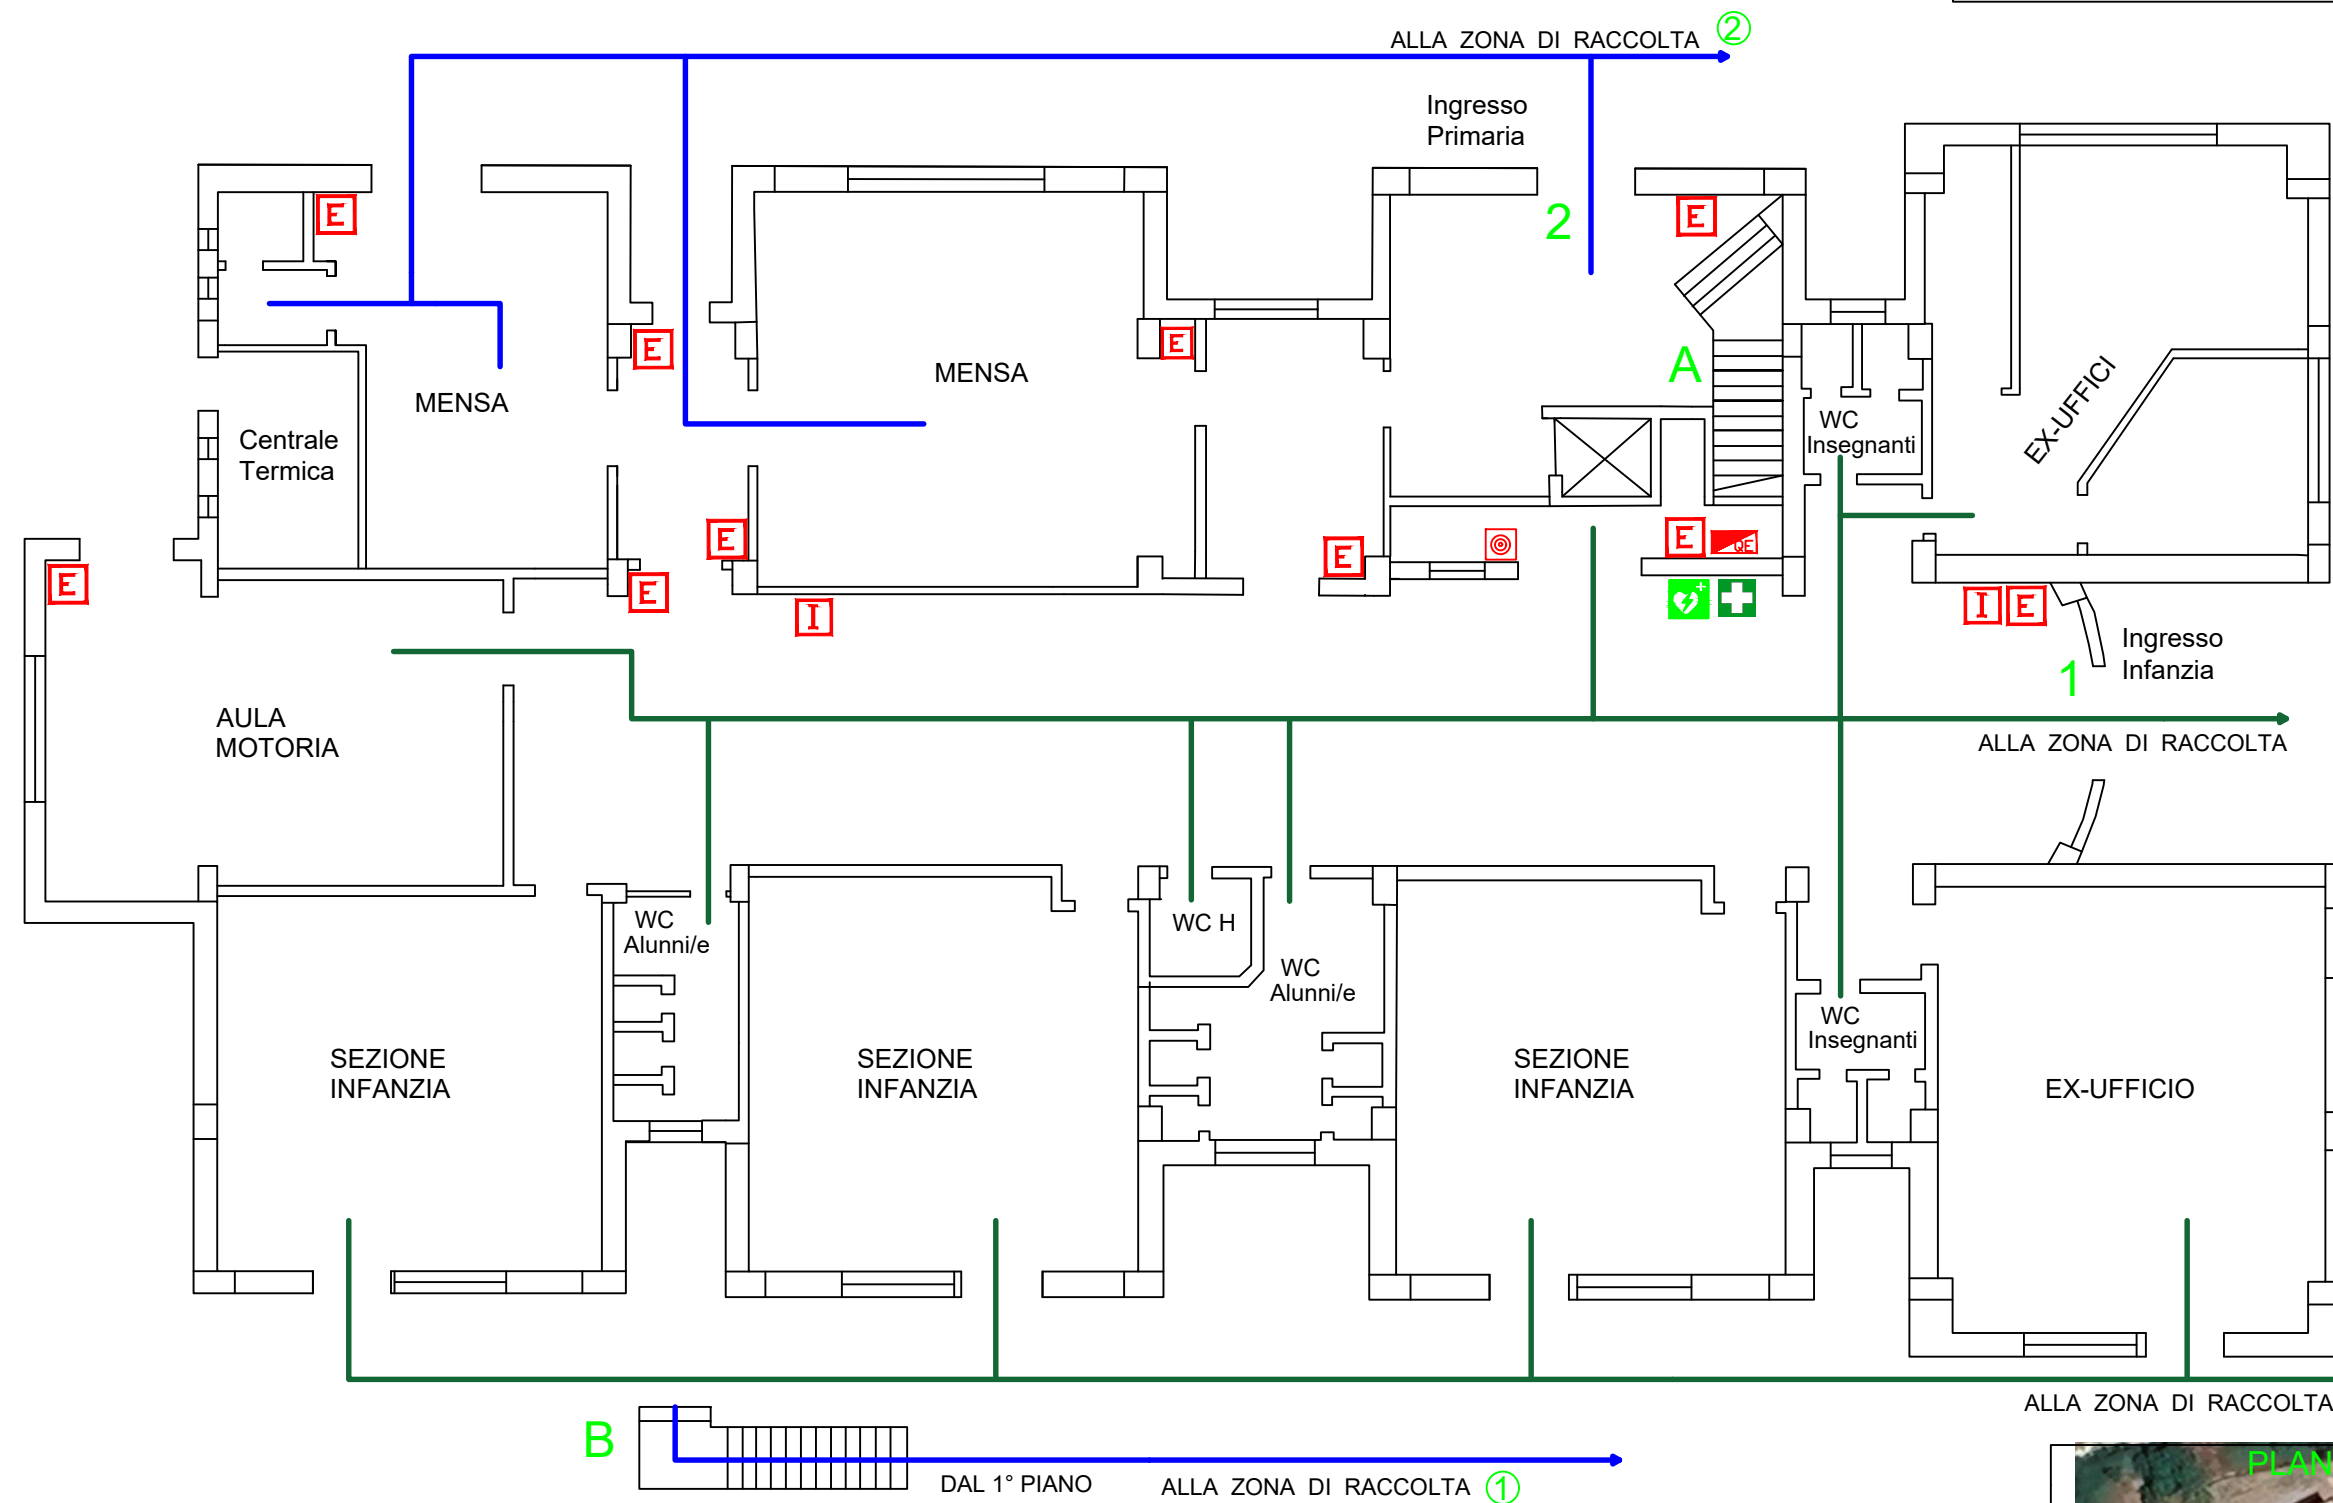 ALLA ZONA DI RACCOLTA 2
Ingresso
Primaria
E
E
2
E
E
E
A
MENSA
MENSA
Centrale
Termica
WC
Insegnanti
EX-UFFICI
E
E
E
E
QE
E
I
I E
Ingresso
Infanzia
1
AULA
MOTORIA
ALLA ZONA DI RACCOLTA
WC
Alunni/e
WC H
WC
Alunni/e
WC
Insegnanti
SEZIONE
INFANZIA
SEZIONE
INFANZIA
SEZIONE
INFANZIA
EX-UFFICIO
ALLA ZONA DI RACCOLTA
B
DAL 1° PIANO
ALLA ZONA DI RACCOLTA 1
PLAN